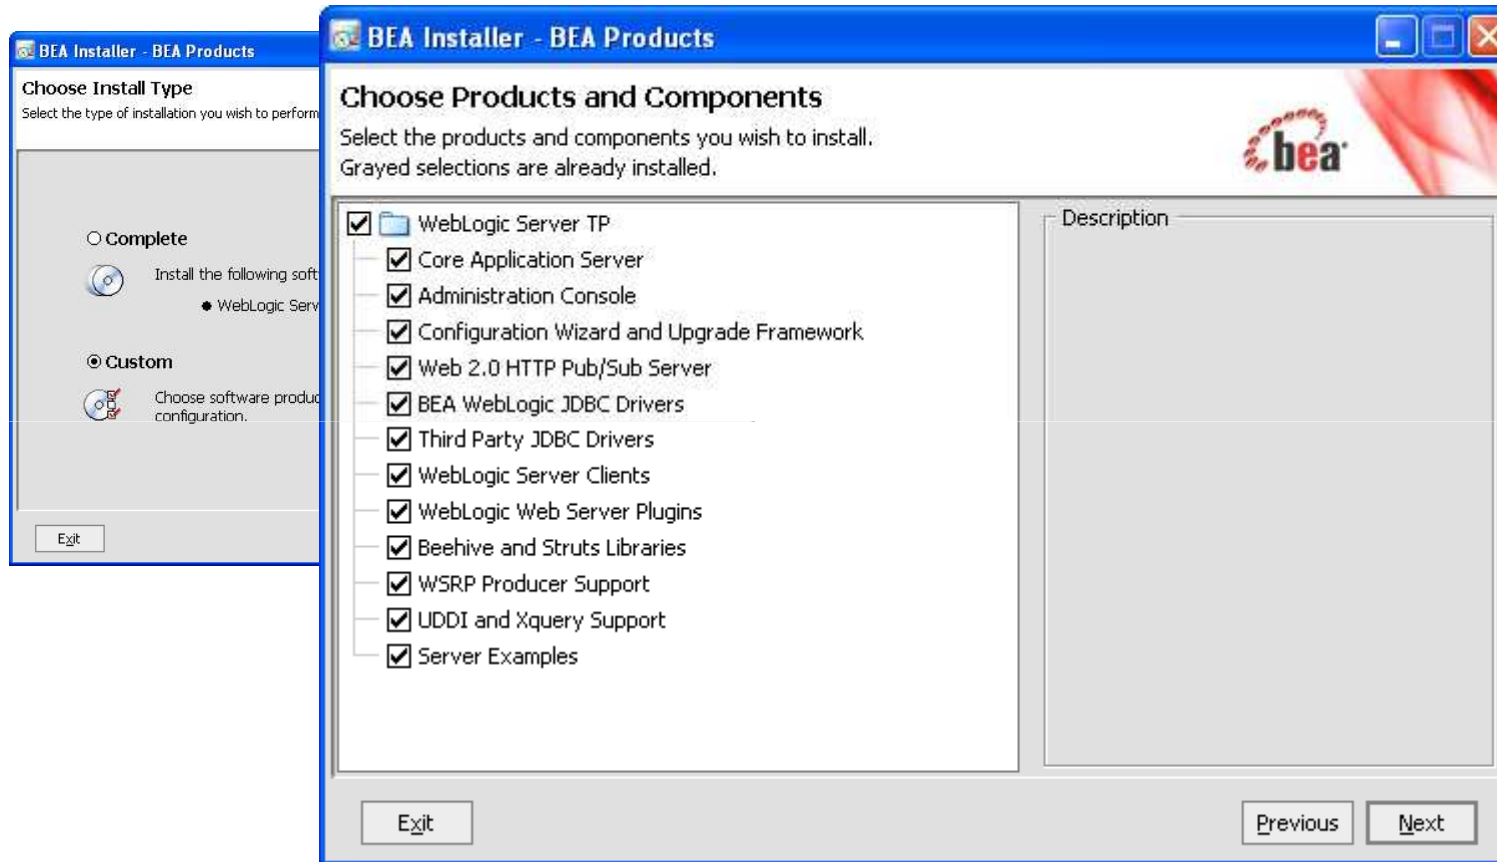 BEA Installer - BEA Products
Choose Install Type
Select the type of installation you wish to perform
Complete
Install the following soft
WebLogic Serv
Custom
Choose software produc
configuration.
Exit
BEA Installer - BEA Products
Choose Products and Components
Select the products and components you wish to install.
Grayed selections are already installed.
bea
WebLogic Server TP
Core Application Server
Administration Console
Configuration Wizard and Upgrade Framework
Web 2.0 HTTP Pub/Sub Server
BEA WebLogic JDBC Drivers
Third Party JDBC Drivers
WebLogic Server Clients
WebLogic Web Server Plugins
Beehive and Struts Libraries
WSRP Producer Support
UDDI and Xquery Support
Server Examples
Description
Exit
Previous
Next